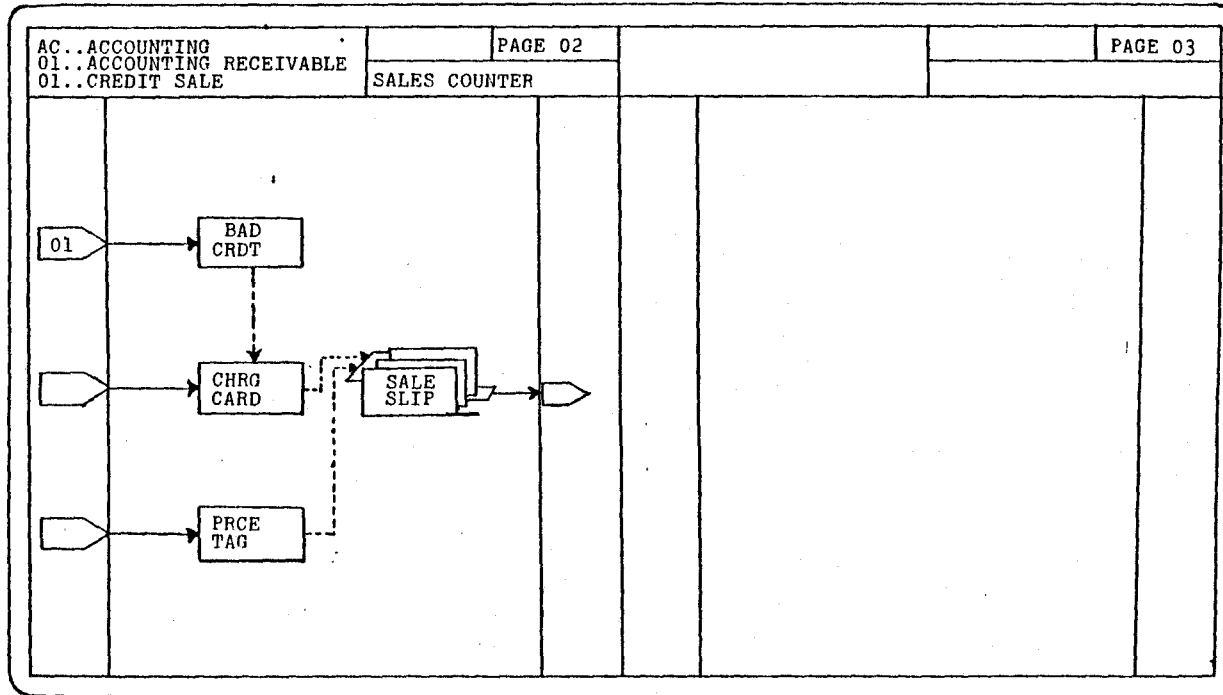 AC..ACCOUNTING
01..ACCOUNTING RECEIVABLE
01..CREDIT SALE
PAGE 02
SALES COUNTER
PAGE 03
01
BAD
CRDT
CHRG
CARD
SALE
SLIP
PRCE
TAG